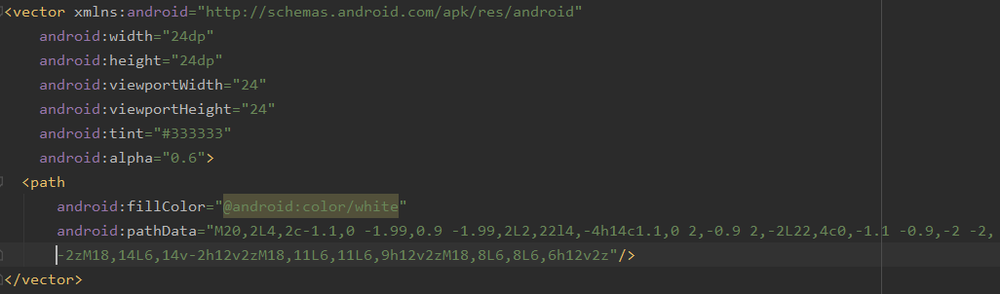 <vector xmlns:android="http://schemas.android.com/apk/res/android"
android:width="24dp"
android:height="24dp"
android:viewportWidth="24"
android:viewportHeight="24"
android:tint="#333333"
android:alpha="0.6">
<path
android:fillColor="@android:color/white"
android:pathData="M20,2L4,2c-1.1,0 -1.99,0.9 -1.99,2L2,22l4,-4h14c1.1,0 2,-0.9 2,-2L22,4c0,-1.1 -0.9,-2 -2,
-2zM18,14L6,14v-2h12v2zM18,11L6,11L6,9h12v2zM18,8L6,8L6,6h12v2z"/>
</vector>